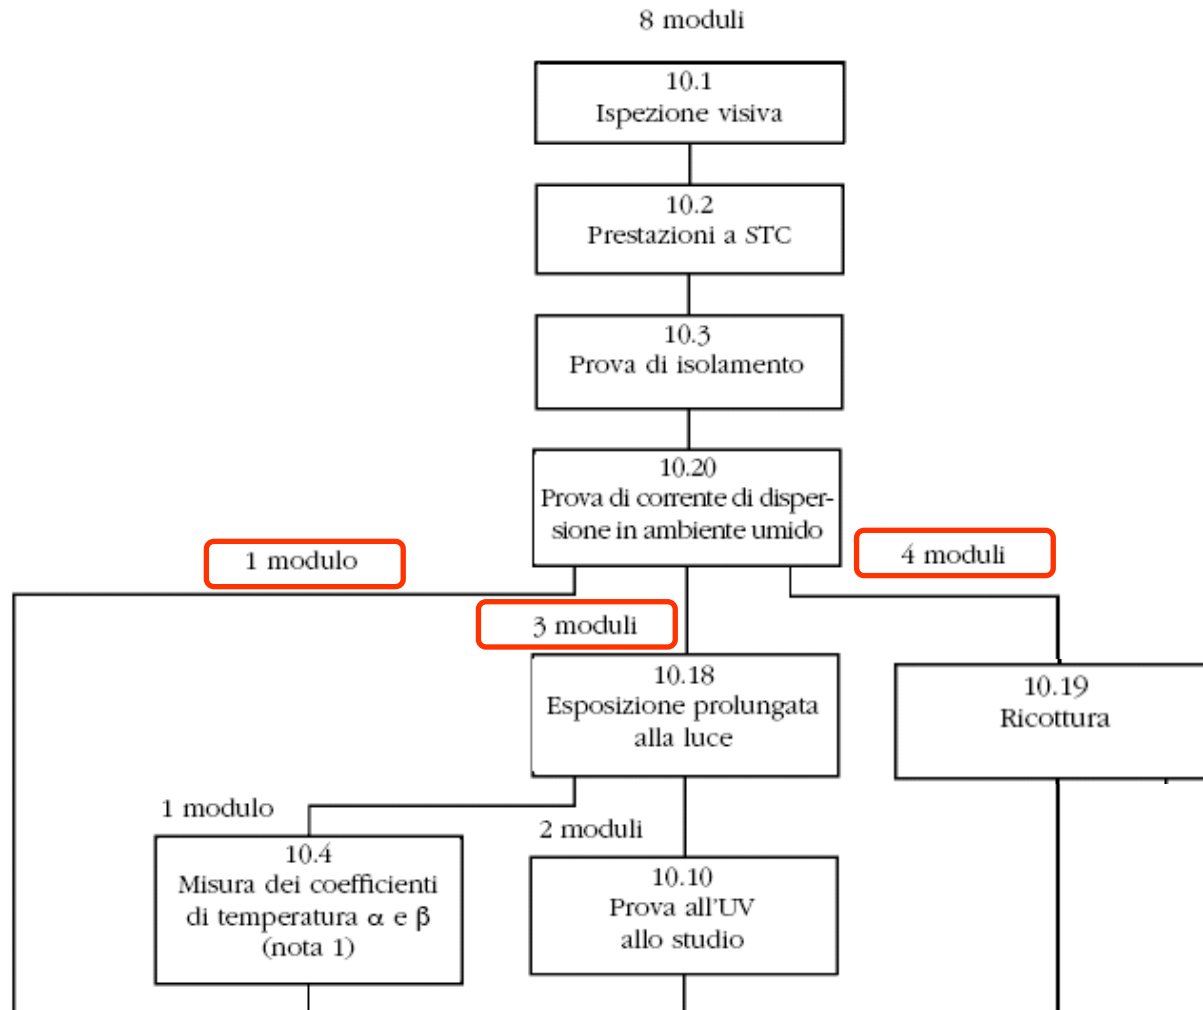 8 moduli
10.1
Ispezione visiva
10.2
Prestazioni a STC
10.3
Prova di isolamento
10.20
Prova di corrente di disper-
sione in ambiente umido
1 modulo
4 moduli
3 moduli
10.18
Esposizione prolungata
alla luce
10.19
Ricottura
1 modulo
2 moduli
10.4
Misura dei coefficienti
di temperatura α e β
(nota 1)
10.10
Prova all'UV
allo studio